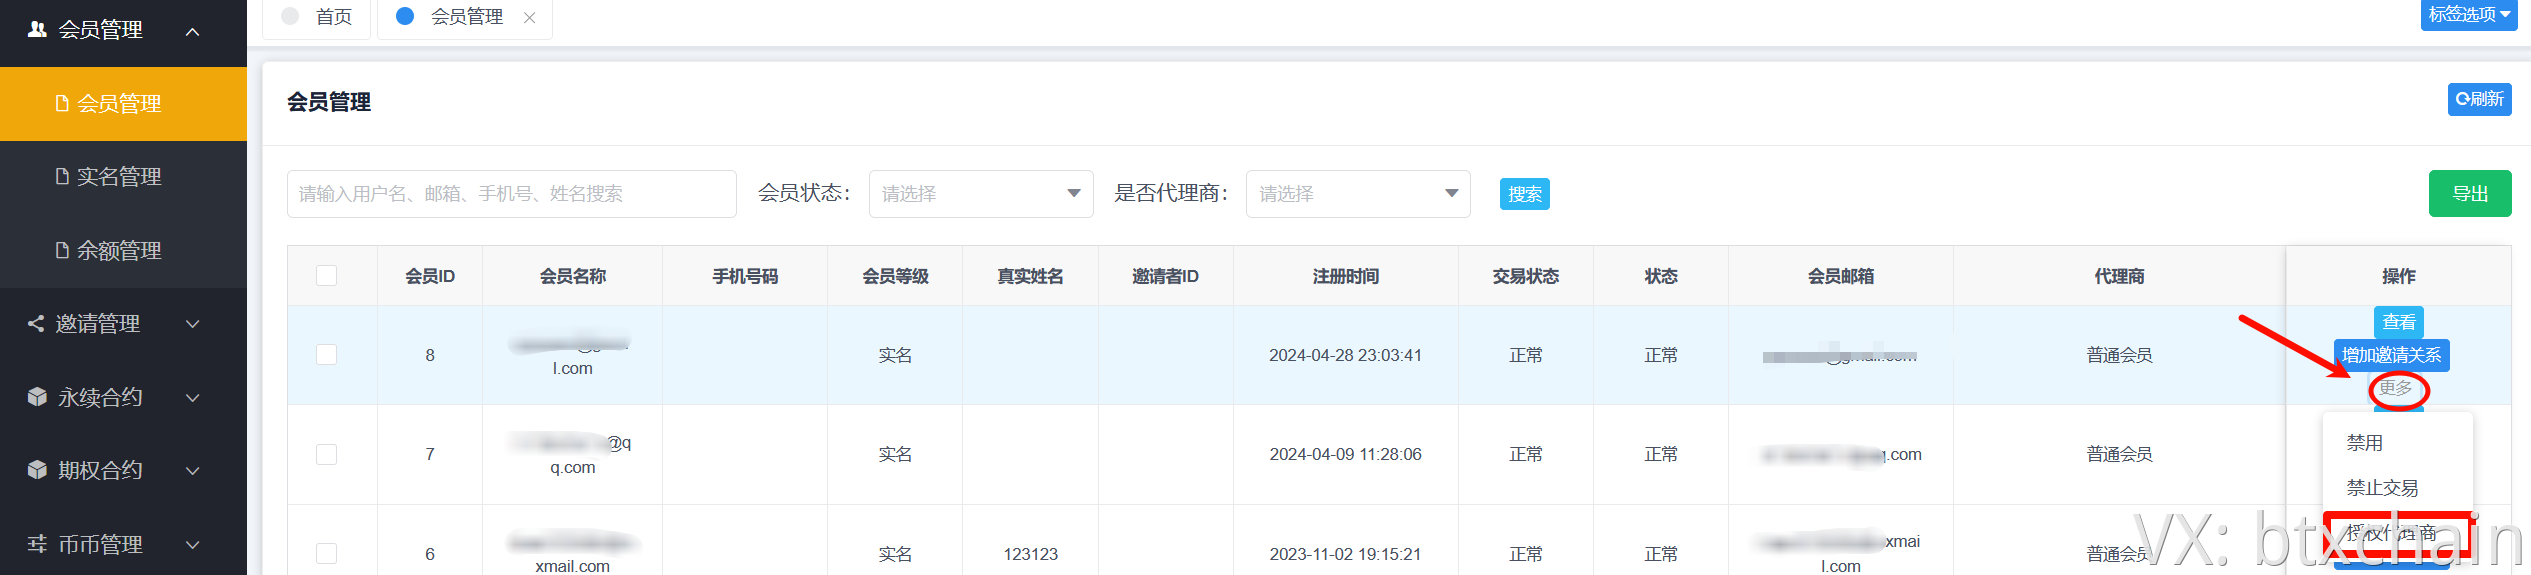 会员管理
首页
会员管理
标签选项
会员管理
会员管理
刷新
实名管理
请输入用户名、邮箱、手机号、姓名搜索
会员状态：
请选择
是否代理商：
请选择
搜索
导出
余额管理
会员ID
会员名称
手机号码
会员等级
真实姓名
邀请者ID
注册时间
交易状态
状态
会员邮箱
代理商
操作
邀请管理
永续合约
期权合约
币币管理
8
l.com
实名
2024-04-28 23:03:41
正常
正常
普通会员
查看
增加邀请关系
更多
7
@q
q.com
实名
2024-04-09 11:28:06
正常
正常
q.com
普通会员
禁用
禁止交易
授权代理商
6
xmail.com
实名
123123
2023-11-02 19:15:21
正常
正常
xmai
l.com
普通会员
VX: btxchain